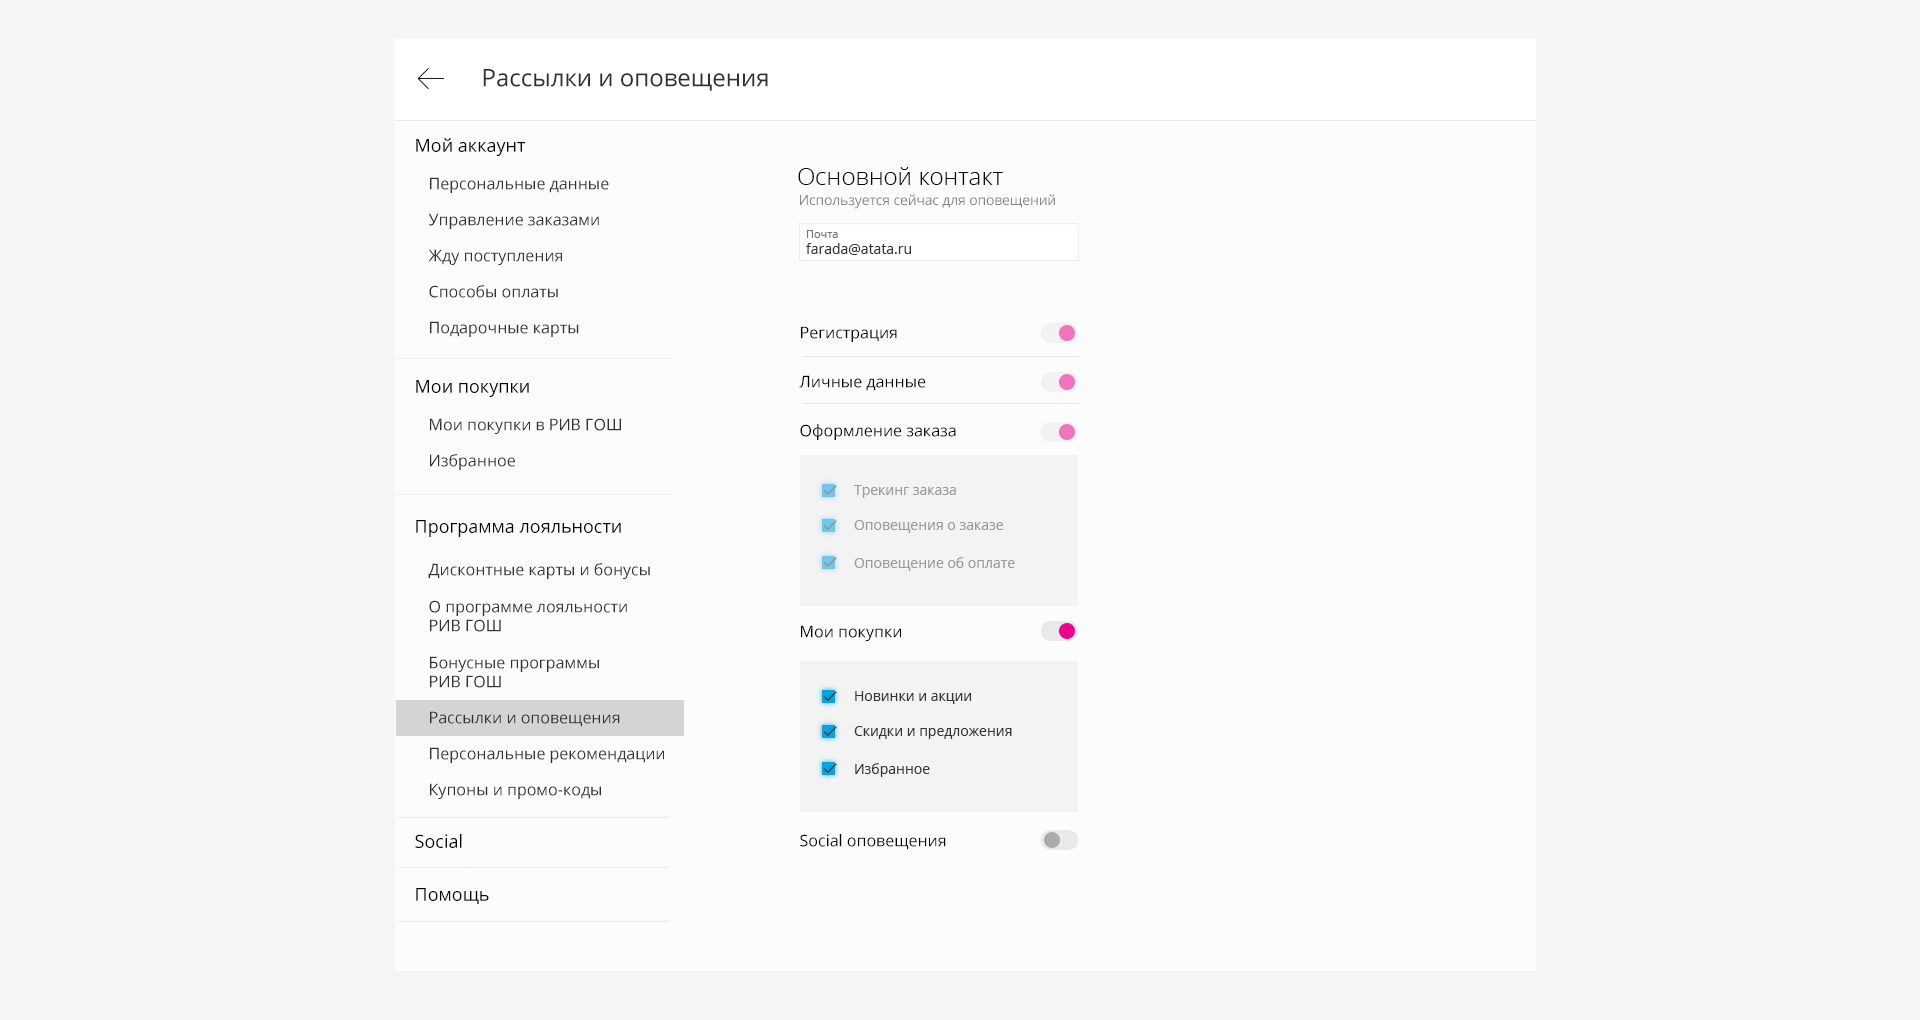 Рассылки и оповещения
Мой аккаунт
Персональные данные
Управление заказами
Жду поступления
Способы оплаты
Подарочные карты
Мои покупки
Мои покупки в РИВ ГОШ
Избранное
Программа лояльности
Дисконтные карты и бонусы
О программе лояльности
РИВ ГОШ
Бонусные программы
РИВ ГОШ
Рассылки и оповещения
Персональные рекомендации
Купоны и промо-коды
Social
Помощь
Основной контакт
Используется сейчас для оповещений
Почта
farada@atata.ru
Регистрация
Личные данные
Оформление заказа
Трекинг заказа
Оповещения о заказе
Оповещение об оплате
Мои покупки
Новинки и акции
Скидки и предложения
Избранное
Social оповещения